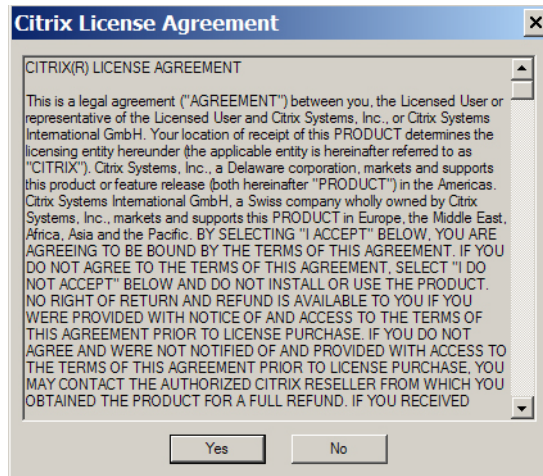 Citrix License Agreement
CITRIX(R) LICENSE AGREEMENT
This is a legal agreement ("AGREEMENT") between you, the Licensed User or
representative of the Licensed User and Citrix Systems, Inc., or Citrix Systems
International GmbH. Your location of receipt of this PRODUCT determines the
licensing entity hereunder (the applicable entity is hereinafter referred to as
"CITRIX"). Citrix Systems, Inc., a Delaware corporation, markets and supports
this product or feature release (both hereinafter "PRODUCT") in the Americas.
Citrix Systems International GmbH, a Swiss company wholly owned by Citrix
Systems, Inc., markets and supports this PRODUCT in Europe, the Middle East,
Africa, Asia and the Pacific. BY SELECTING "I ACCEPT" BELOW, YOU ARE
AGREEING TO BE BOUND BY THE TERMS OF THIS AGREEMENT. IF YOU
DO NOT AGREE TO THE TERMS OF THIS AGREEMENT, SELECT "I DO
NOT ACCEPT" BELOW AND DO NOT INSTALL OR USE THE PRODUCT.
NO RIGHT OF RETURN AND REFUND IS AVAILABLE TO YOU IF YOU
WERE PROVIDED WITH NOTICE OF AND ACCESS TO THE TERMS OF
THIS AGREEMENT PRIOR TO LICENSE PURCHASE. IF YOU DO NOT
AGREE AND WERE NOT NOTIFIED OF AND PROVIDED WITH ACCESS TO
THE TERMS OF THIS AGREEMENT PRIOR TO LICENSE PURCHASE, YOU
MAY CONTACT THE AUTHORIZED CITRIX RESELLER FROM WHICH YOU
OBTAINED THE PRODUCT FOR A FULL REFUND. IF YOU RECEIVED
Yes
No